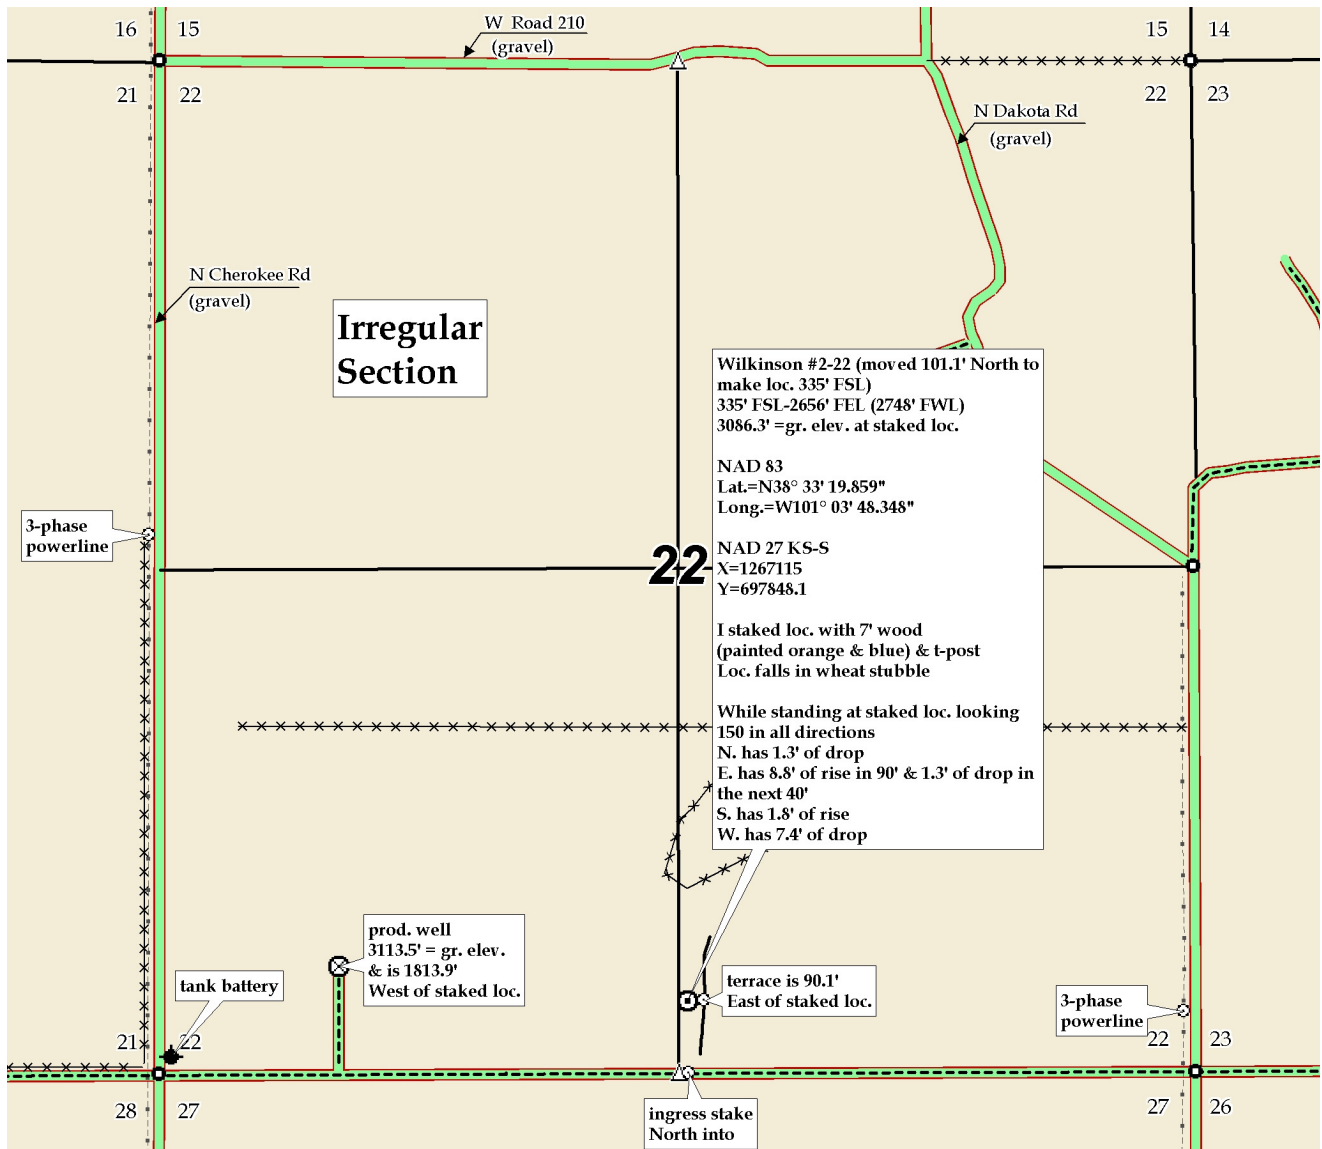 W Road 210
(gravel)
16 15
15 14
21 22
22 23
N Dakota Rd
(gravel)
N Cherokee Rd
(gravel)
Irregular
Section
Wilkinson #2-22 (moved 101.1' North to
make loc. 335' FSL)
335' FSL-2656' FEL (2748' FWL)
3086.3' =gr. elev. at staked loc.
NAD 83
Lat.=N38° 33' 19.859"
Long.=W101° 03' 48.348"
NAD 27 KS-S
X=1267115
Y=697848.1
I staked loc. with 7' wood
(painted orange & blue) & t-post
Loc. falls in wheat stubble
While standing at staked loc. looking
150 in all directions
N. has 1.3' of drop
E. has 8.8' of rise in 90' & 1.3' of drop in
the next 40'
S. has 1.8' of rise
W. has 7.4' of drop
3-phase
powerline
22
prod. well
3113.5' = gr. elev.
& is 1813.9'
West of staked loc.
tank battery
terrace is 90.1'
East of staked loc.
3-phase
powerline
21 22
22 23
28 27
27 26
ingress stake
North into